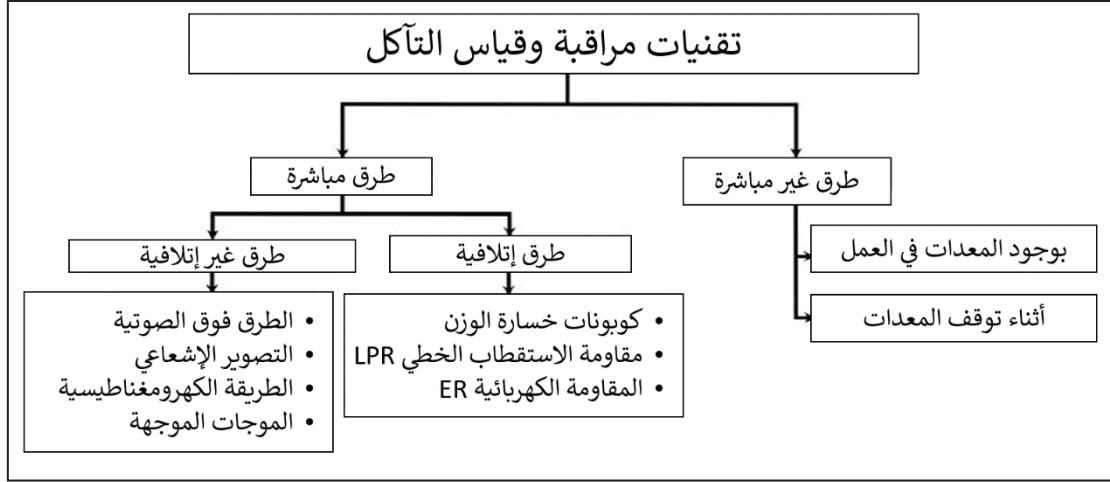 تقنيات مراقبة وقياس التآكل
طرق غير مباشرة
بوجود المعدات في العمل
أثناء توقف المعدات
طرق مباشرة
طرق إتلافية
• كوبونات خسارة الوزن
• مقاومة الاستقطاب الخطي LPR
• المقاومة الكهربائية ER
طرق غير إتلافية
• الطرق فوق الصوتية
• التصوير الإشعاعي
• الطريقة الكهرومغناطيسية
• الموجات الموجهة